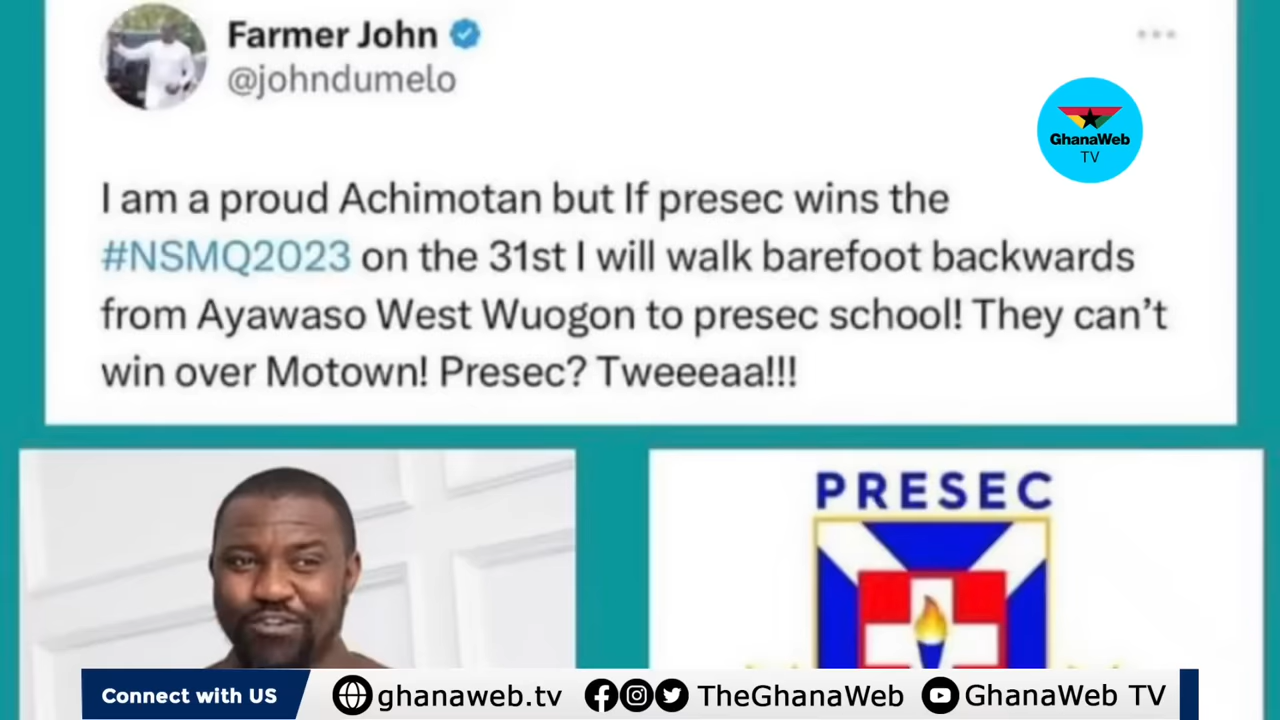 Farmer John
@johndumelo
GhanaWeb
TV
I am a proud Achimotan but If presec wins the
#NSMQ2023 on the 31st I will walk barefoot backwards
from Ayawaso West Wuogon to presec school! They can’t
win over Motown! Presec? Tweeeaa!!!
PRESEC
Connect with US
ghanaweb.tv
TheGhanaWeb
GhanaWeb TV